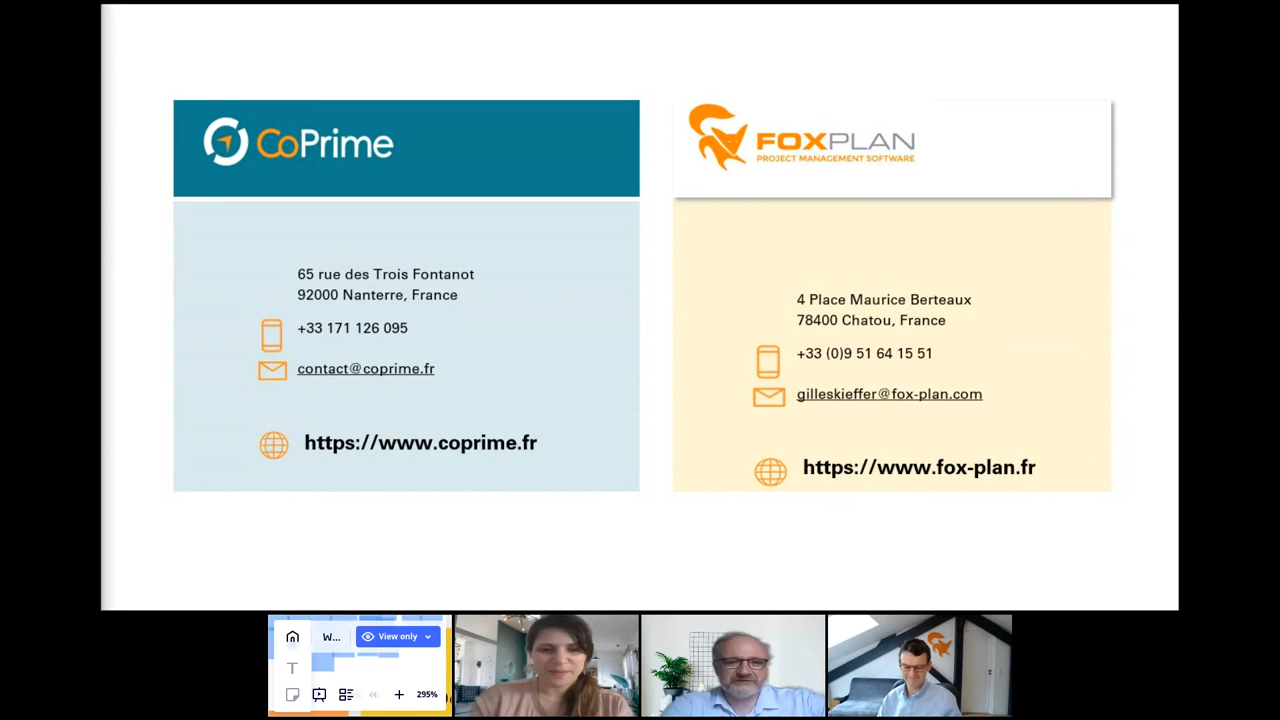 CoPrime
65 rue des Trois Fontanot
92000 Nanterre, France
+33 171 126 095
contact@coprime.fr
https://www.coprime.fr
FOXPLAN
PROJECT MANAGEMENT SOFTWARE
4 Place Maurice Berteaux
78400 Chatou, France
+33 (0)9 51 64 15 51
gilleskieffer@fox-plan.com
https://www.fox-plan.fr
W...
View only
T
295%